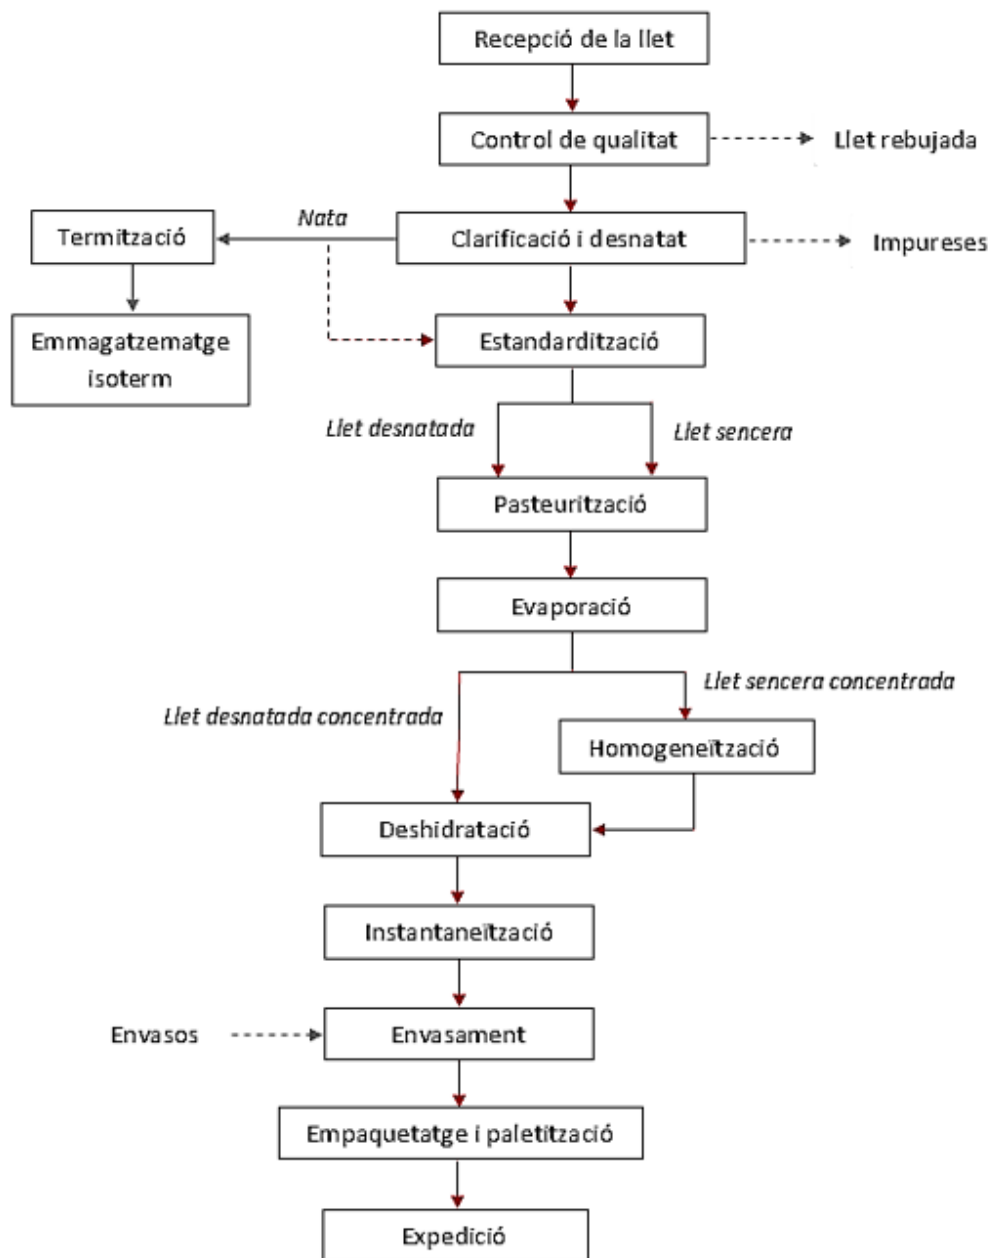 Recepció de la llet
Control de qualitat
Llet rebujada
Nata
Termització
Clarificació i desnatat
Impureses
Emmagatzematge
isoterm
Estandardització
Llet desnatada
Llet sencera
Pasteurització
Evaporació
Llet sencera concentrada
Llet desnatada concentrada
Homogeneïtzació
Deshidratació
Instantaneïtzació
Envasos
Envasament
Empaquetatge i paletització
Expedició